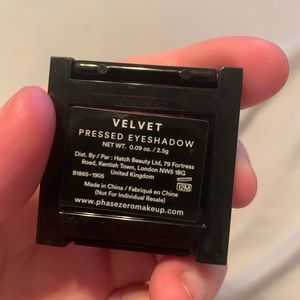 VELVET
PRESSED EYESHADOW
NET WT. 0.09 oz. / 2.5g
Dist. By / Par : Hatch Beauty Ltd, 79 Fortress
Road, Kentish Town, London NW5 1BG
United Kingdom
B1865-1905
12M
Made in China / Fabriqué en Chine
(Not For Individual Resale)
www.phasezeromakeup.com